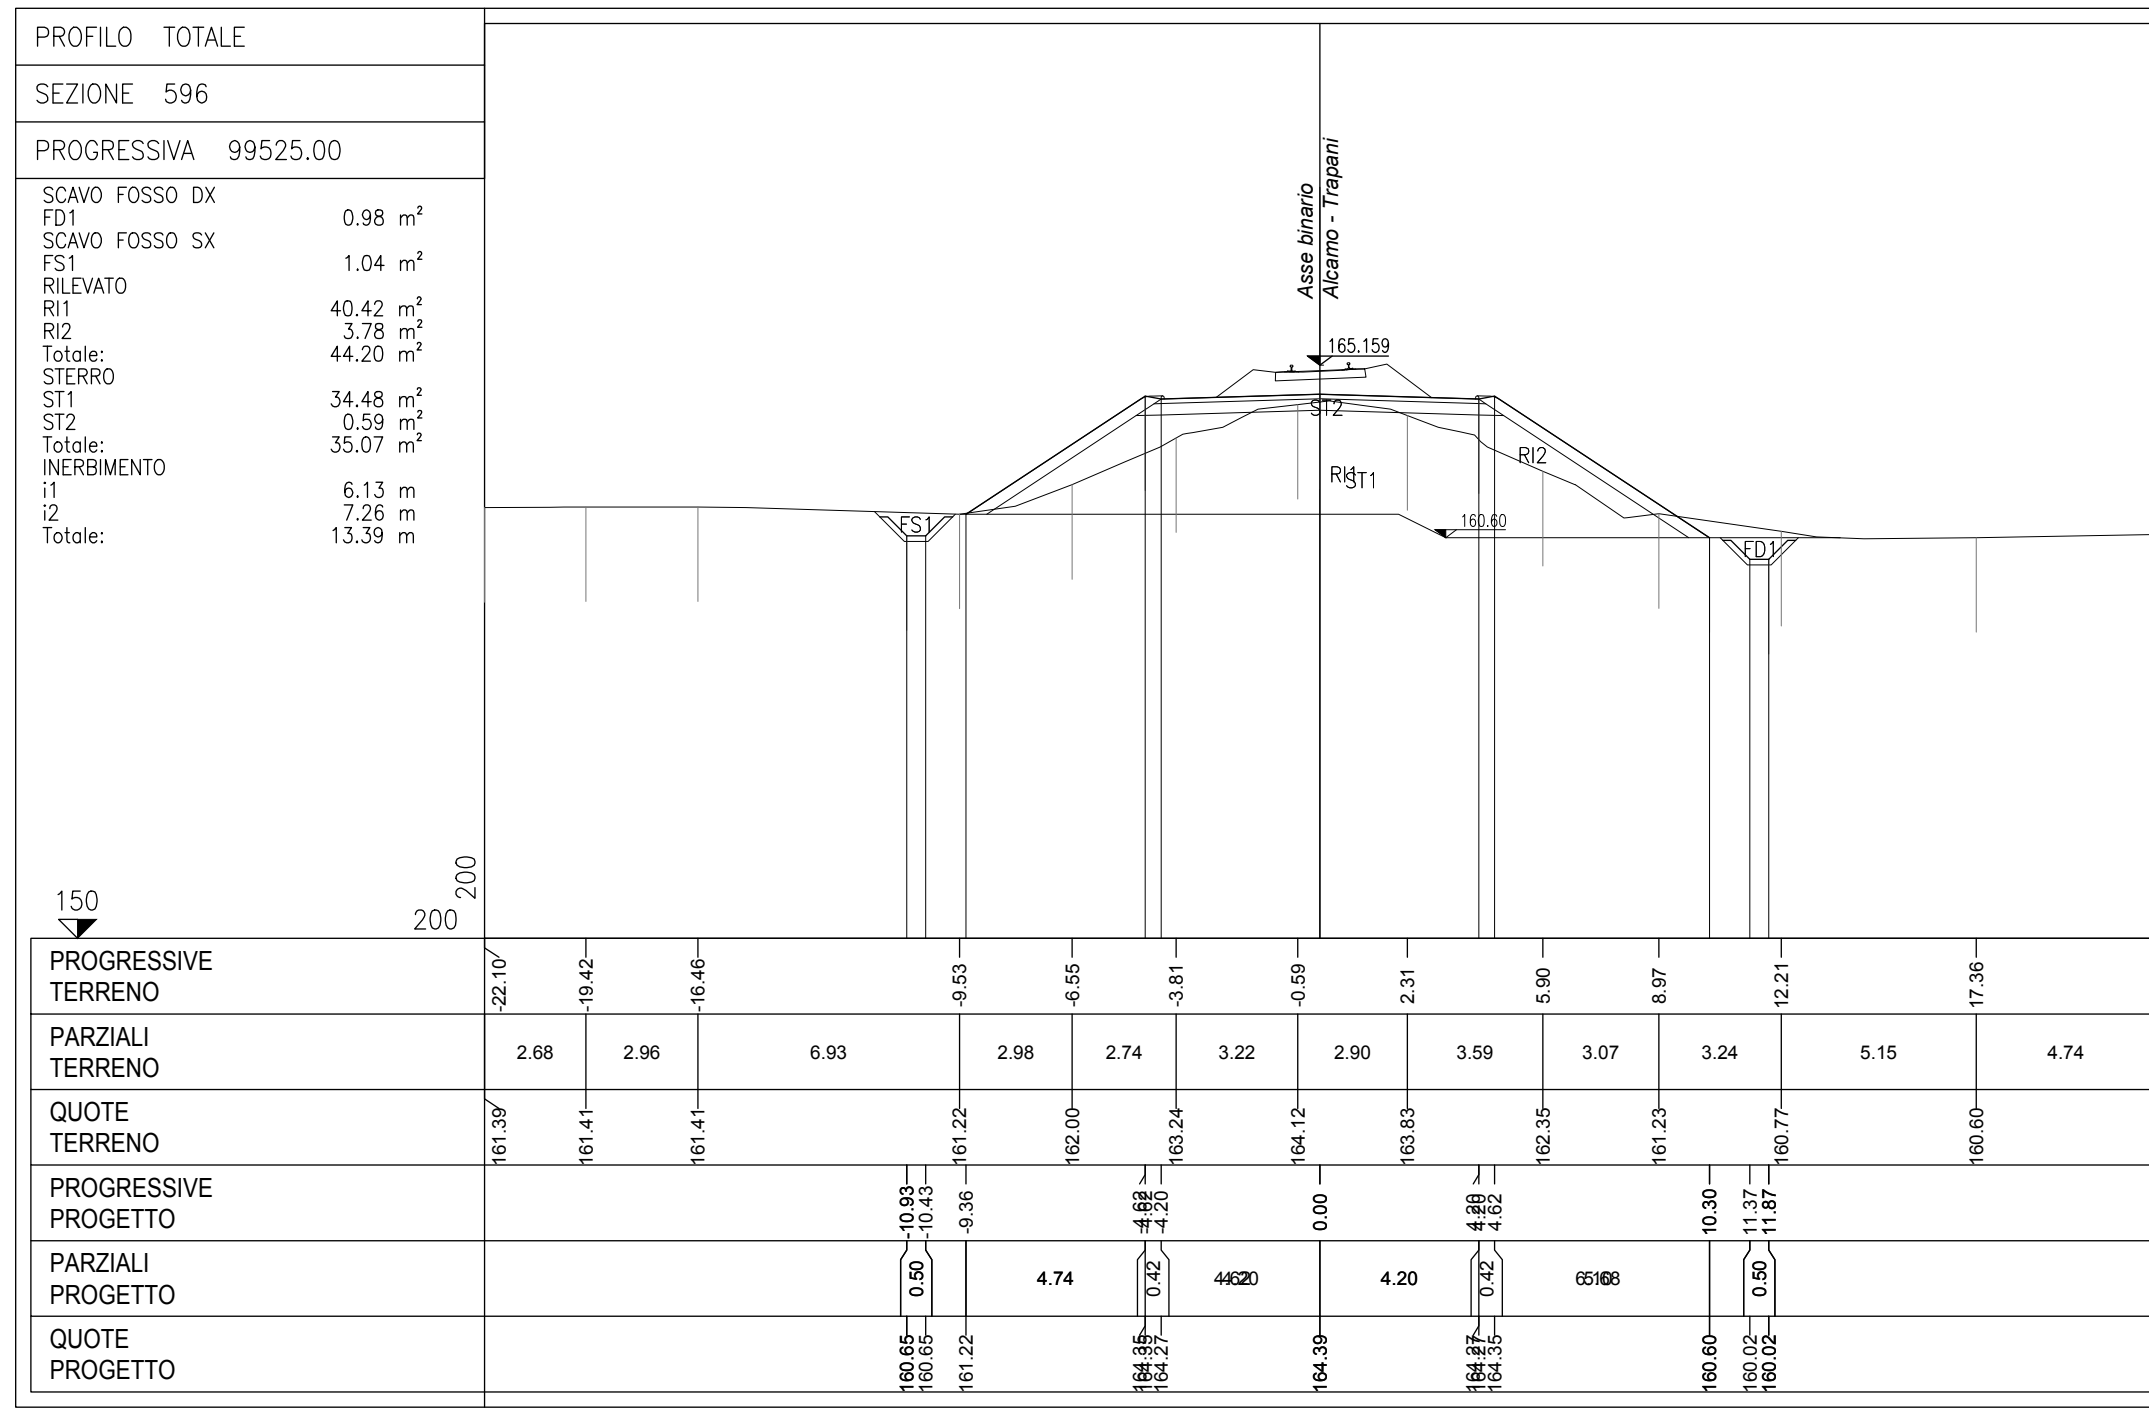 PROFILO TOTALE
SEZIONE 596
PROGRESSIVA 99525.00
SCAVO FOSSO DX
FD1 0.98 m²
SCAVO FOSSO SX
FS1 1.04 m²
RILEVATO
RI1 40.42 m²
RI2 3.78 m²
Totale: 44.20 m²
STERRO
ST1 34.48 m²
ST2 0.59 m²
Totale: 35.07 m²
INERBIMENTO
i1 6.13 m
i2 7.26 m
Totale: 13.39 m
Asse binario
Alcamo - Trapani
165.159
ST2
RI2
RI1
ST1
FS1
160.60
FD1
200
150
200
PROGRESSIVE TERRENO
-22.10 -19.42 -16.46 -9.53 -6.55 -3.81 -0.59 2.31 5.90 8.97 12.21 17.36
PARZIALI TERRENO
2.68 2.96 6.93 2.98 2.74 3.22 2.90 3.59 3.07 3.24 5.15 4.74
QUOTE TERRENO
161.39 161.41 161.41 161.22 162.00 163.24 164.12 163.83 162.35 161.23 160.77 160.60
PROGRESSIVE PROGETTO
-10.93 -10.43 -9.36 -4.62 -4.20 0.00 4.20 4.62 10.30 11.37 11.87
PARZIALI PROGETTO
0.50 4.74 0.42 4.20 0.42 0.50
QUOTE PROGETTO
160.65 160.65 161.22 164.35 164.27 164.39 164.27 164.35 160.60 160.02 160.02